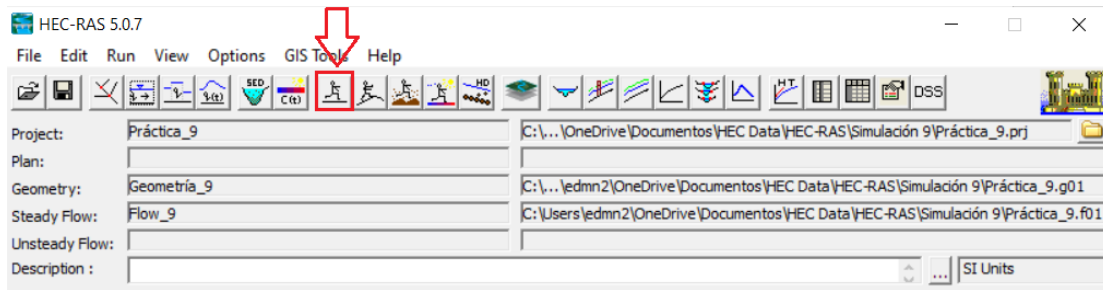 HEC-RAS 5.0.7
File Edit Run View Options GIS Tools Help
SED C(t) HD HT DSS
Project: Práctica_9 C:\...\OneDrive\Documentos\HEC Data\HEC-RAS\Simulación 9\Práctica_9.prj
Plan:
Geometry: Geometría_9 C:\...\edmn2\OneDrive\Documentos\HEC Data\HEC-RAS\Simulación 9\Práctica_9.g01
Steady Flow: Flow_9 C:\Users\edmn2\OneDrive\Documentos\HEC Data\HEC-RAS\Simulación 9\Práctica_9.f01
Unsteady Flow:
Description : ... SI Units